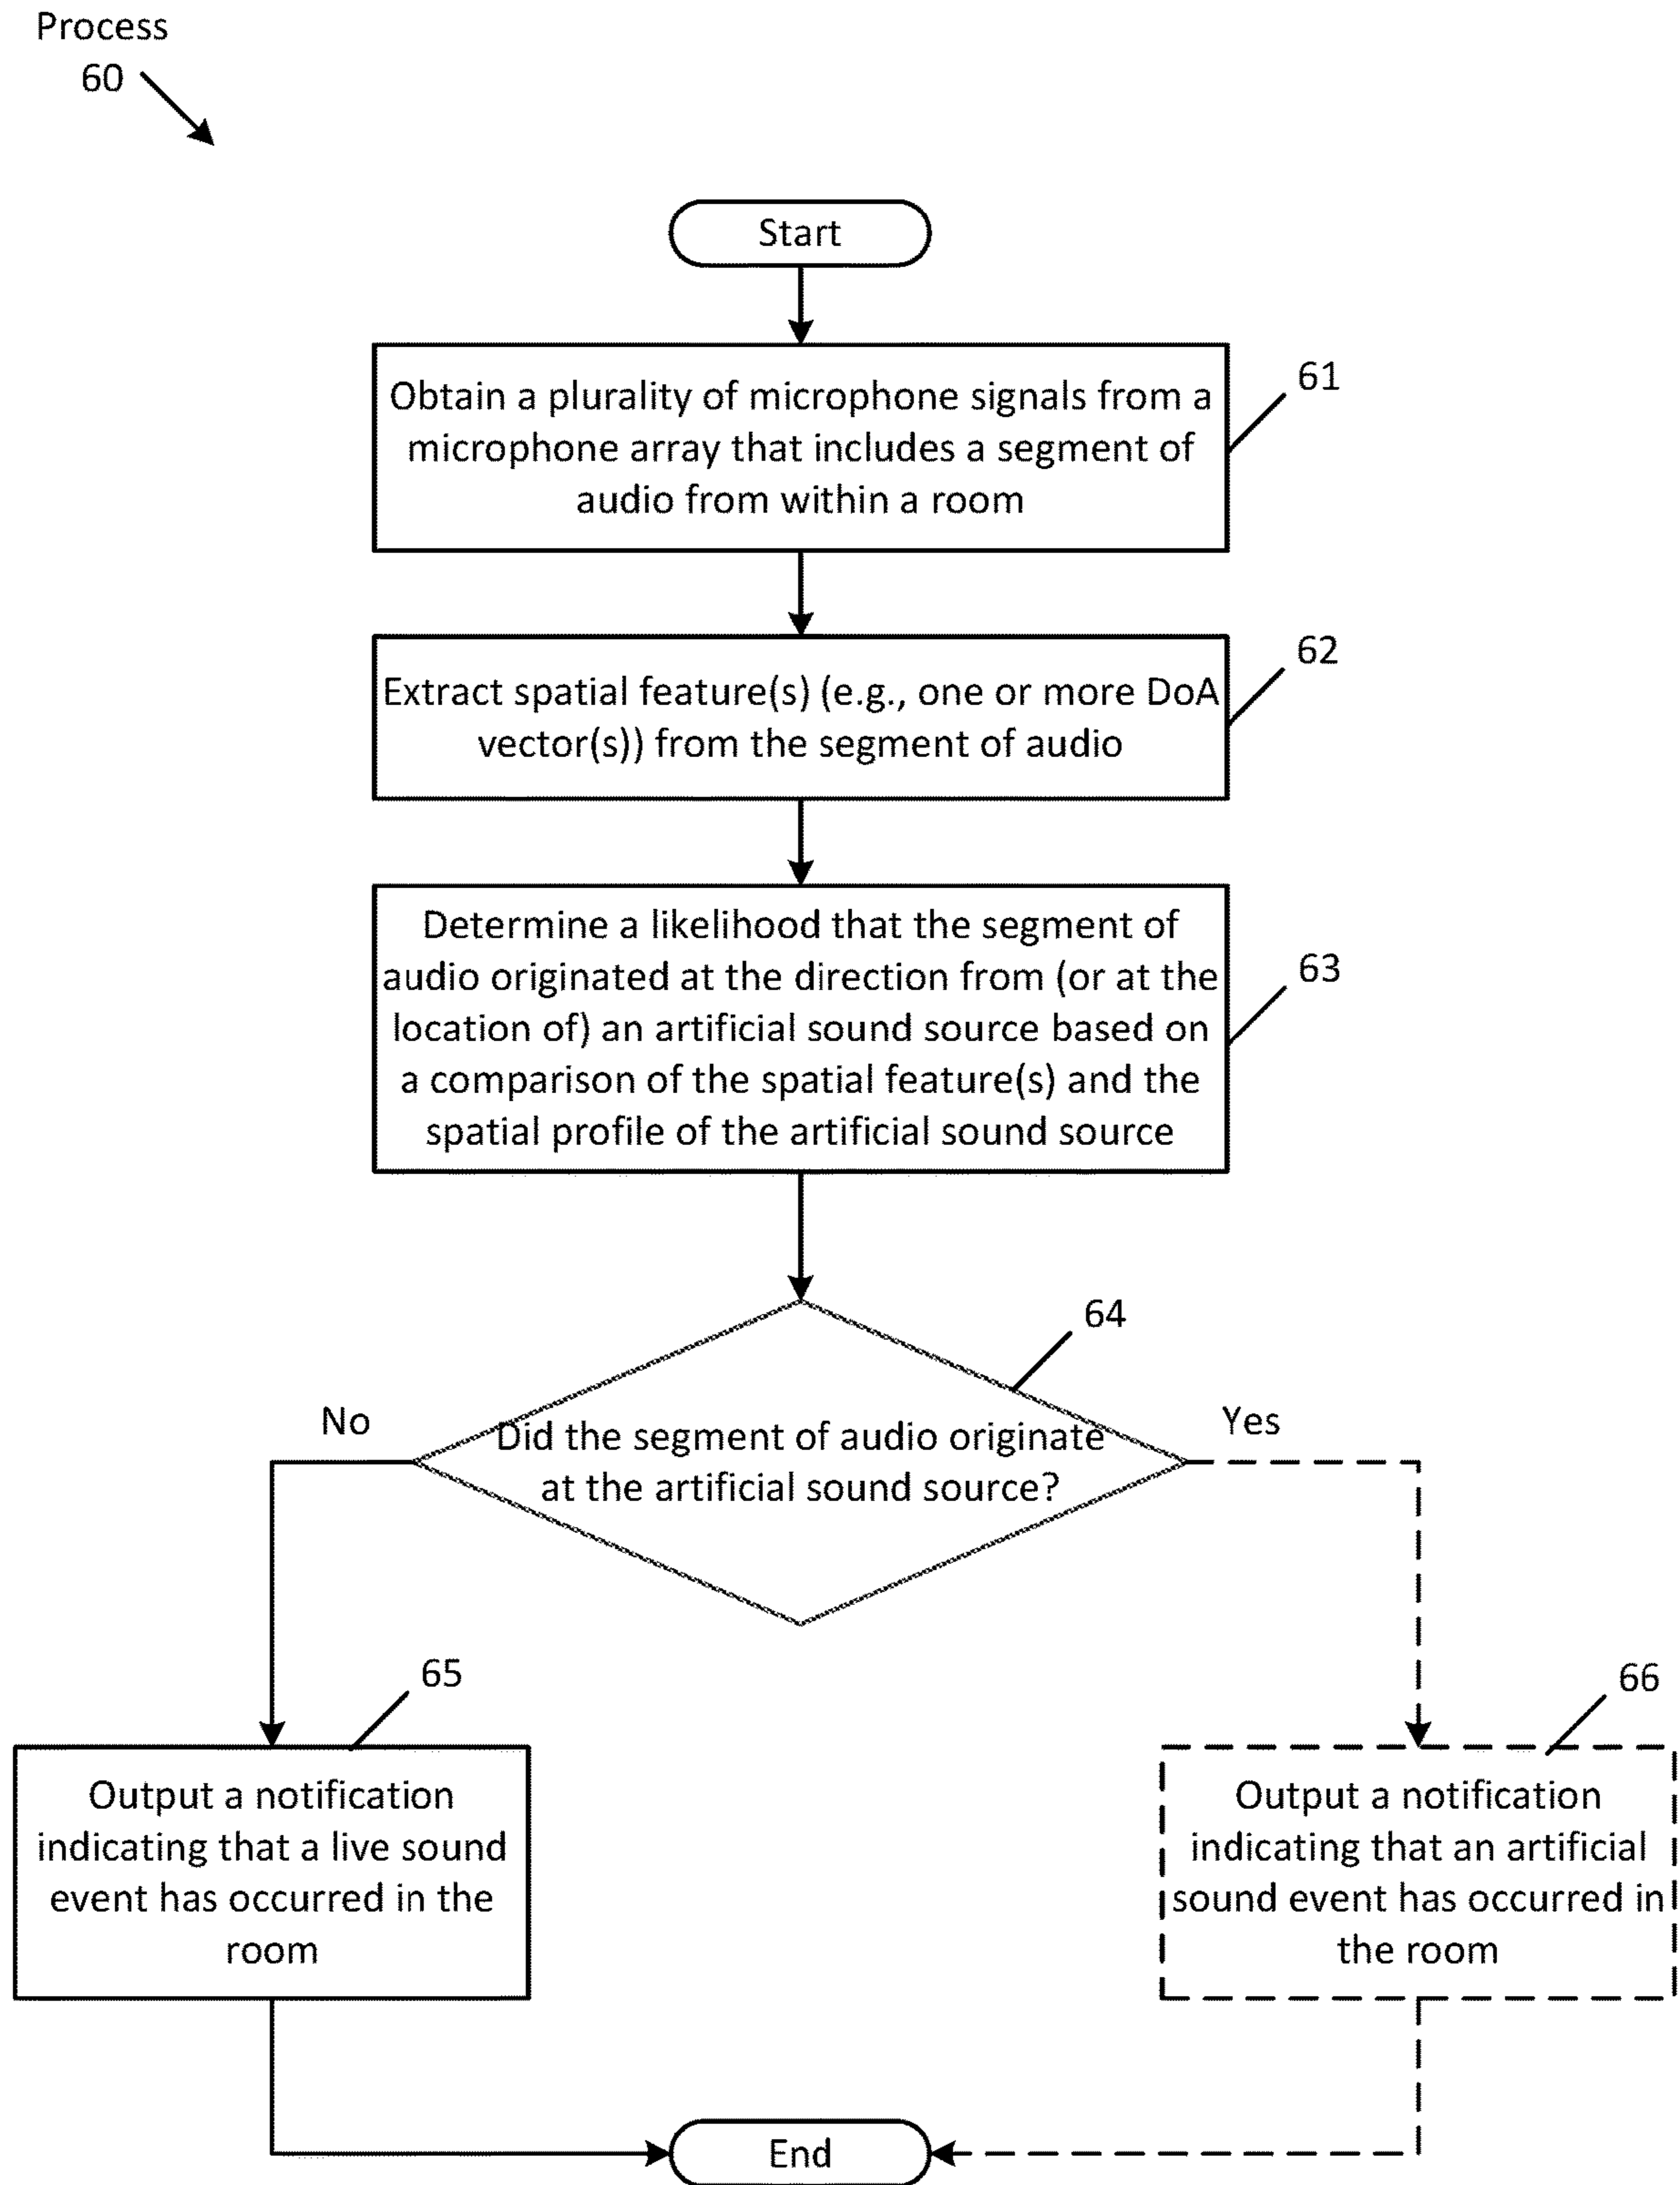 Process
60
Start
Obtain a plurality of microphone signals from a
microphone array that includes a segment of
audio from within a room
61
Extract spatial feature(s) (e.g., one or more DoA
vector(s)) from the segment of audio
62
Determine a likelihood that the segment of
audio originated at the direction from (or at the
location of) an artificial sound source based on
a comparison of the spatial feature(s) and the
spatial profile of the artificial sound source
63
64
No
Did the segment of audio originate
at the artificial sound source?
Yes
65
Output a notification
indicating that a live sound
event has occurred in the
room
66
Output a notification
indicating that an artificial
sound event has occurred in
the room
End